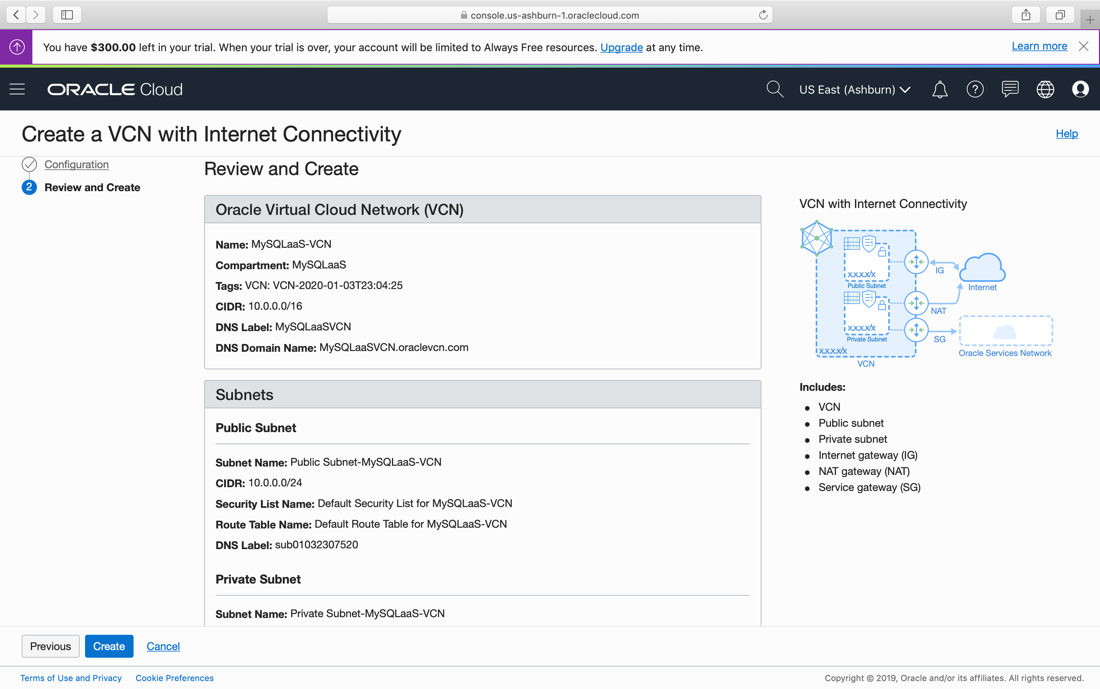 console.us-ashburn-1.oraclecloud.com
You have $300.00 left in your trial. When your trial is over, your account will be limited to Always Free resources. Upgrade at any time.
Learn more
ORACLE Cloud
US East (Ashburn)
Create a VCN with Internet Connectivity
Help
Configuration
2 Review and Create
Review and Create
Oracle Virtual Cloud Network (VCN)
Name: MySQLaaS-VCN
Compartment: MySQLaaS
Tags: VCN: VCN-2020-01-03T23:04:25
CIDR: 10.0.0.0/16
DNS Label: MySQLaaSVCN
DNS Domain Name: MySQLaaSVCN.oraclevcn.com
Subnets
Public Subnet
Subnet Name: Public Subnet-MySQLaaS-VCN
CIDR: 10.0.0.0/24
Security List Name: Default Security List for MySQLaaS-VCN
Route Table Name: Default Route Table for MySQLaaS-VCN
DNS Label: sub01032307520
Private Subnet
Subnet Name: Private Subnet-MySQLaaS-VCN
VCN with Internet Connectivity
X.X.X.X/X
Public Subnet
IG
Internet
NAT
X.X.X.X/X
Private Subnet
SG
X.X.X.X/X
Oracle Services Network
VCN
Includes:
VCN
Public subnet
Private subnet
Internet gateway (IG)
NAT gateway (NAT)
Service gateway (SG)
Previous
Create
Cancel
Terms of Use and Privacy
Cookie Preferences
Copyright © 2019, Oracle and/or its affiliates. All rights reserved.